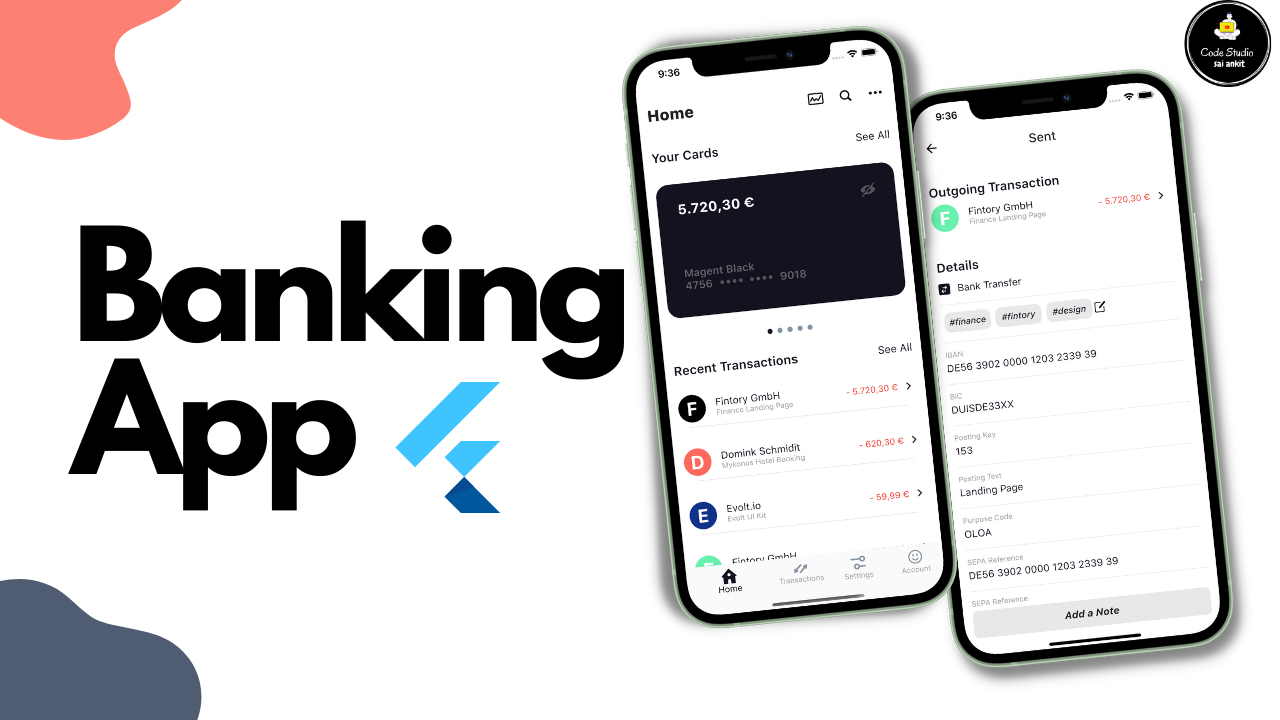 Banking
App
9:36
Home
Your Cards
See All
5.720,30 €
Magent Black
4756 •••• •••• 9018
Recent Transactions
See All
F
Fintory GmbH
Finance Landing Page
- 5.720,30 €
D
Domink Schmidit
Mykonos Hotel Booking
- 620,30 €
E
Evolt.io
Evolt UI Kit
- 59,99 €
Fintory GmbH
Home
Transactions
Settings
Account
9:36
Sent
Outgoing Transaction
F
Fintory GmbH
Finance Landing Page
- 5.720,30 €
Details
Bank Transfer
#finance
#fintory
#design
IBAN
DE56 3902 0000 1203 2339 39
BIC
DUISDE33XX
Posting Key
153
Posting Text
Landing Page
Purpose Code
OLOA
SEPA Reference
DE56 3902 0000 1203 2339 39
SEPA Reference
Add a Note
Code Studio
sai ankit